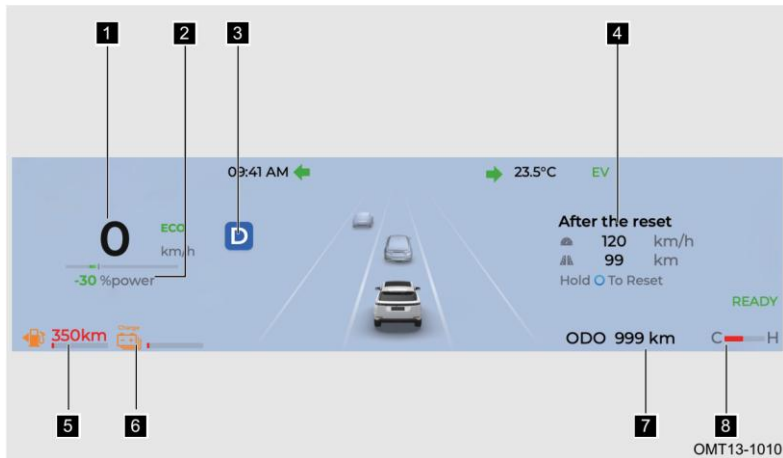 1 2 3 4
09:41 AM 23.5°C EV
0 ECO
km/h
D
-30 %power
After the reset
120 km/h
99 km
Hold To Reset
READY
350km
Charge
ODO 999 km
C H
5 6 7 8
OMT13-1010